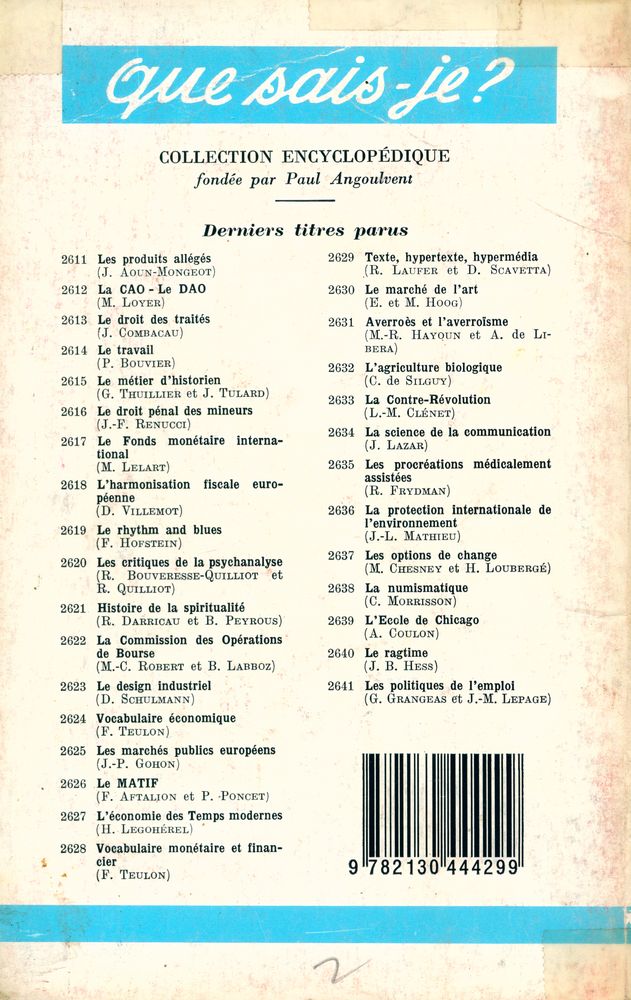 que sais-je?
COLLECTION ENCYCLOPÉDIQUE
fondée par Paul Angoulvent
Derniers titres parus
2611 Les produits allégés
(J. AOUN-MONGEOT)
2612 La CAO - Le DAO
(M. LOYER)
2613 Le droit des traités
(J. COMBACAU)
2614 Le travail
(P. BOUVIER)
2615 Le métier d'historien
(G. THUILLIER et J. TULARD)
2616 Le droit pénal des mineurs
(J.-F. RENUCCI)
2617 Le Fonds monétaire interna-
tional
(M. LELART)
2618 L'harmonisation fiscale euro-
péenne
(D. VILLEMOT)
2619 Le rhythm and blues
(F. HOFSTEIN)
2620 Les critiques de la psychanalyse
(R. BOUVERESSE-QUILLIOT et
R. QUILLIOT)
2621 Histoire de la spiritualité
(R. DARRICAU et B. PEYROUS)
2622 La Commission des Opérations
de Bourse
(M.-C. ROBERT et B. LABBOZ)
2623 Le design industriel
(D. SCHULMANN)
2624 Vocabulaire économique
(F. TEULON)
2625 Les marchés publics européens
(J.-P. GOHON)
2626 Le MATIF
(F. AFTALION et P. PONCET)
2627 L'économie des Temps modernes
(H. LEGOHÉREL)
2628 Vocabulaire monétaire et finan-
cier
(F. TEULON)
2629 Texte, hypertexte, hypermédia
(R. LAUFER et D. SCAVETTA)
2630 Le marché de l'art
(E. et M. HOOG)
2631 Averroès et l'averroïsme
(M.-R. HAYOUN et A. de LI-
BERA)
2632 L'agriculture biologique
(C. de SILGUY)
2633 La Contre-Révolution
(L.-M. CLÉNET)
2634 La science de la communication
(J. LAZAR)
2635 Les procréations médicalement
assistées
(R. FRYDMAN)
2636 La protection internationale de
l'environnement
(J.-L. MATHIEU)
2637 Les options de change
(M. CHESNEY et H. LOUBERGÉ)
2638 La numismatique
(C. MORRISSON)
2639 L'Ecole de Chicago
(A. COULON)
2640 Le ragtime
(J. B. HESS)
2641 Les politiques de l'emploi
(G. GRANGEAS et J.-M. LEPAGE)
9 782130 444299
2